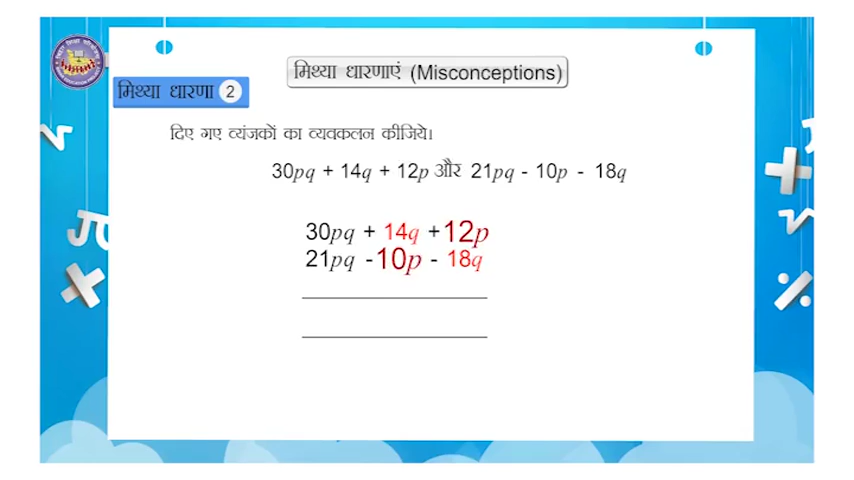 मिथ्या धारणाएं (Misconceptions)
मिथ्या धारणा 2
दिए गए व्यंजकों का व्यवकलन कीजिये।
30pq + 14q + 12p और 21pq - 10p - 18q
30pq + 14q + 12p
21pq - 10p - 18q